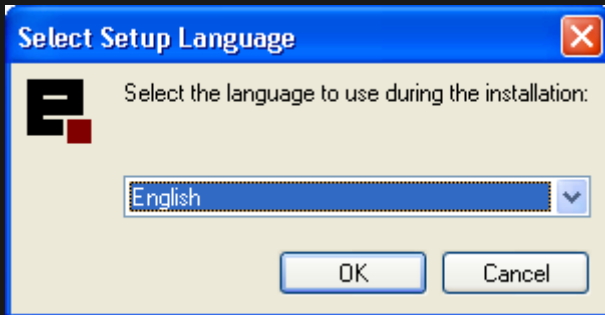 Select Setup Language
Select the language to use during the installation:
English
OK
Cancel